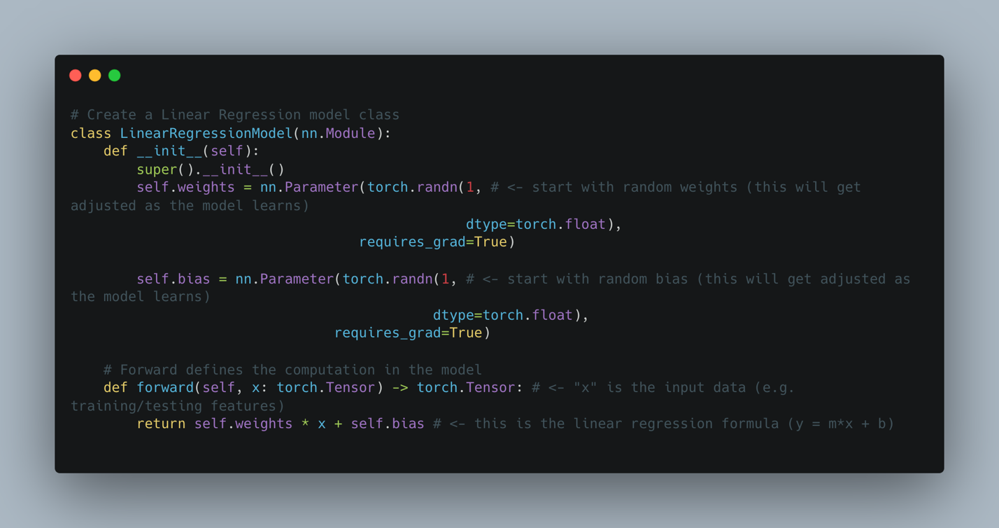 # Create a Linear Regression model class
class LinearRegressionModel(nn.Module):
    def __init__(self):
        super().__init__()
        self.weights = nn.Parameter(torch.randn(1, # <- start with random weights (this will get
adjusted as the model learns)
                                                dtype=torch.float),
                                   requires_grad=True)

        self.bias = nn.Parameter(torch.randn(1, # <- start with random bias (this will get adjusted as
the model learns)
                                            dtype=torch.float),
                                requires_grad=True)

    # Forward defines the computation in the model
    def forward(self, x: torch.Tensor) -> torch.Tensor: # <- "x" is the input data (e.g.
training/testing features)
        return self.weights * x + self.bias # <- this is the linear regression formula (y = m*x + b)